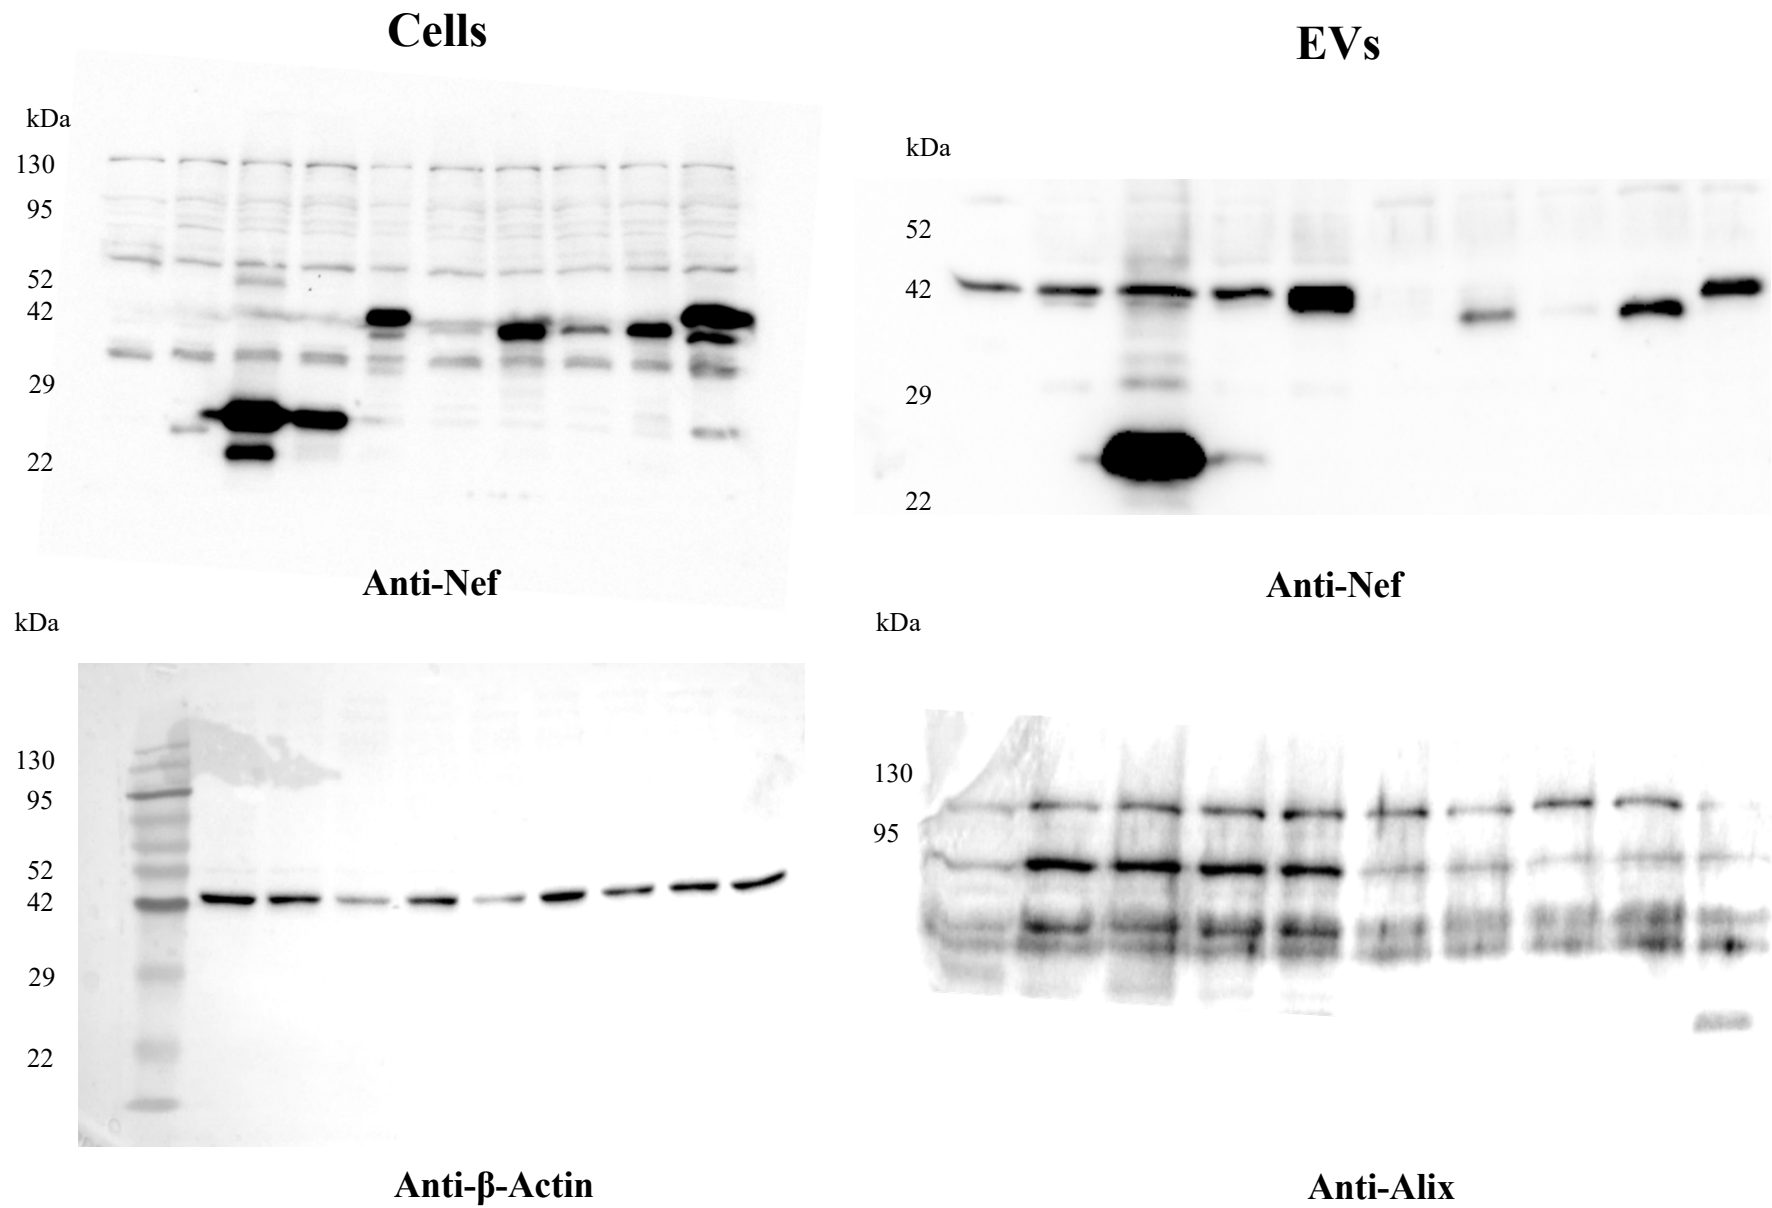 Cells
EVs
kDa
130
95
52
42
29
22
Anti-Nef
kDa
52
42
29
22
Anti-Nef
kDa
130
95
52
42
29
22
Anti-β-Actin
kDa
130
95
Anti-Alix